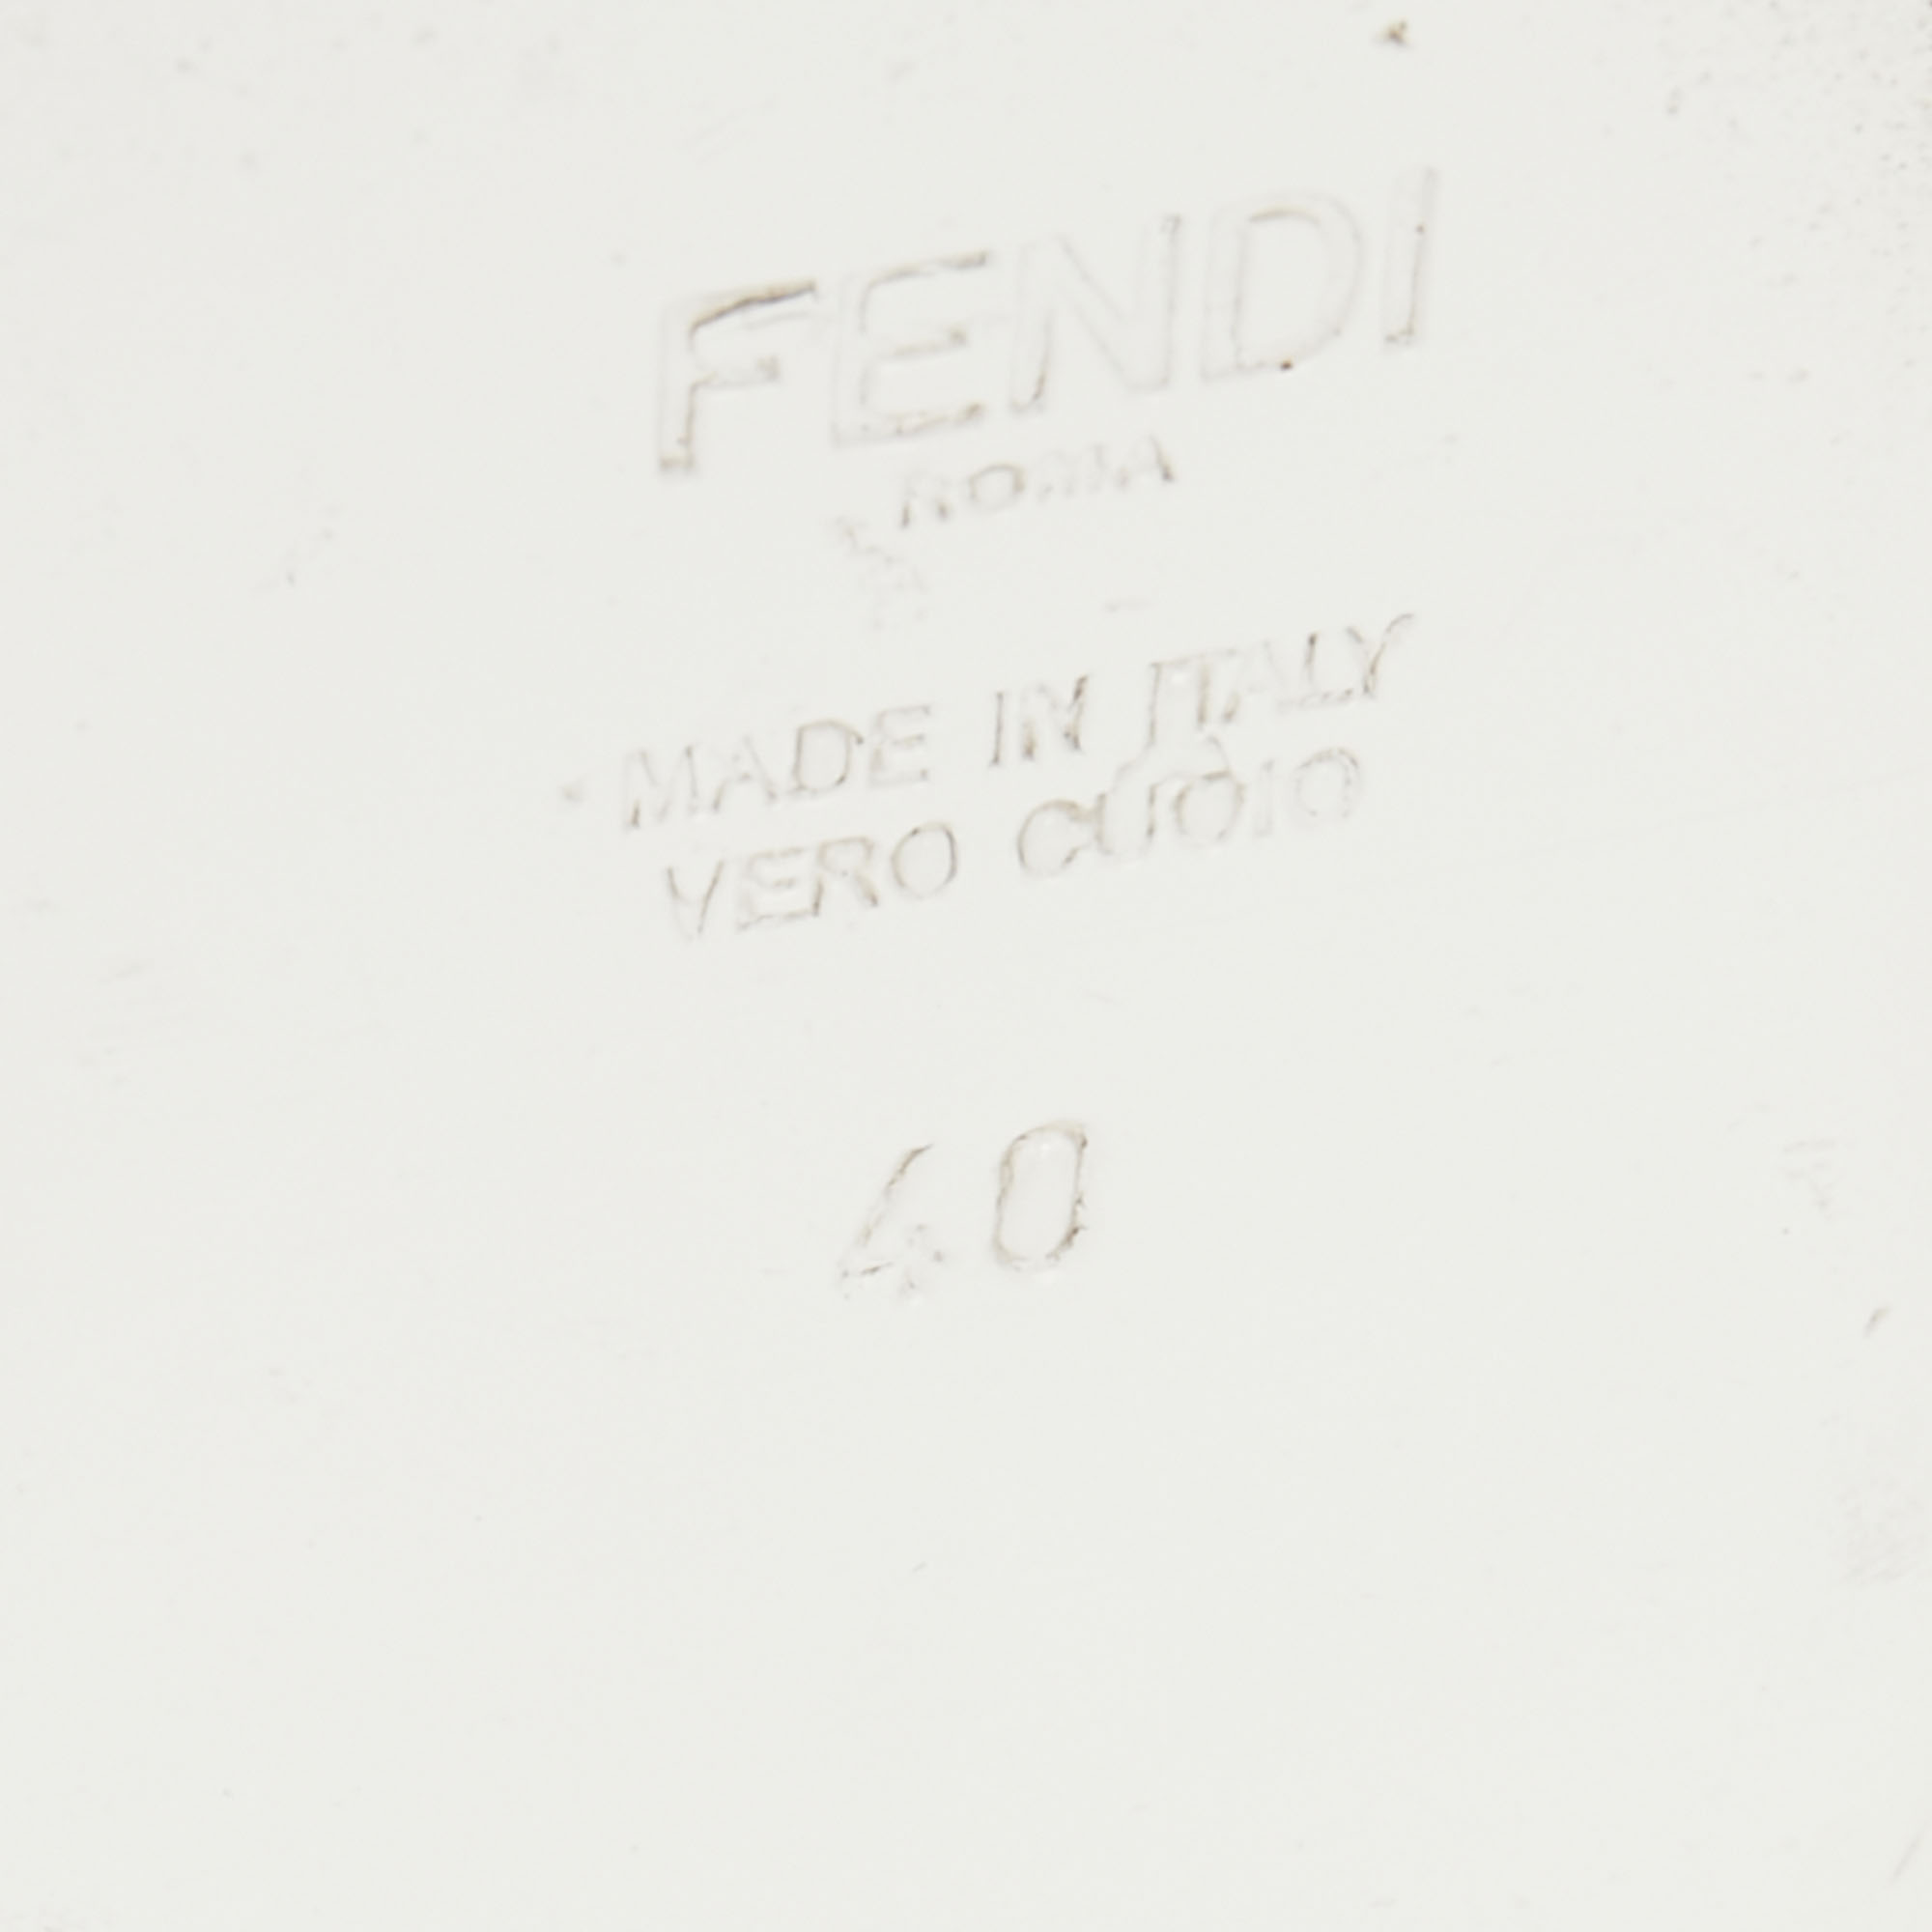 FENDI
ROMA
MADE IN ITALY
VERO CUOIO
40